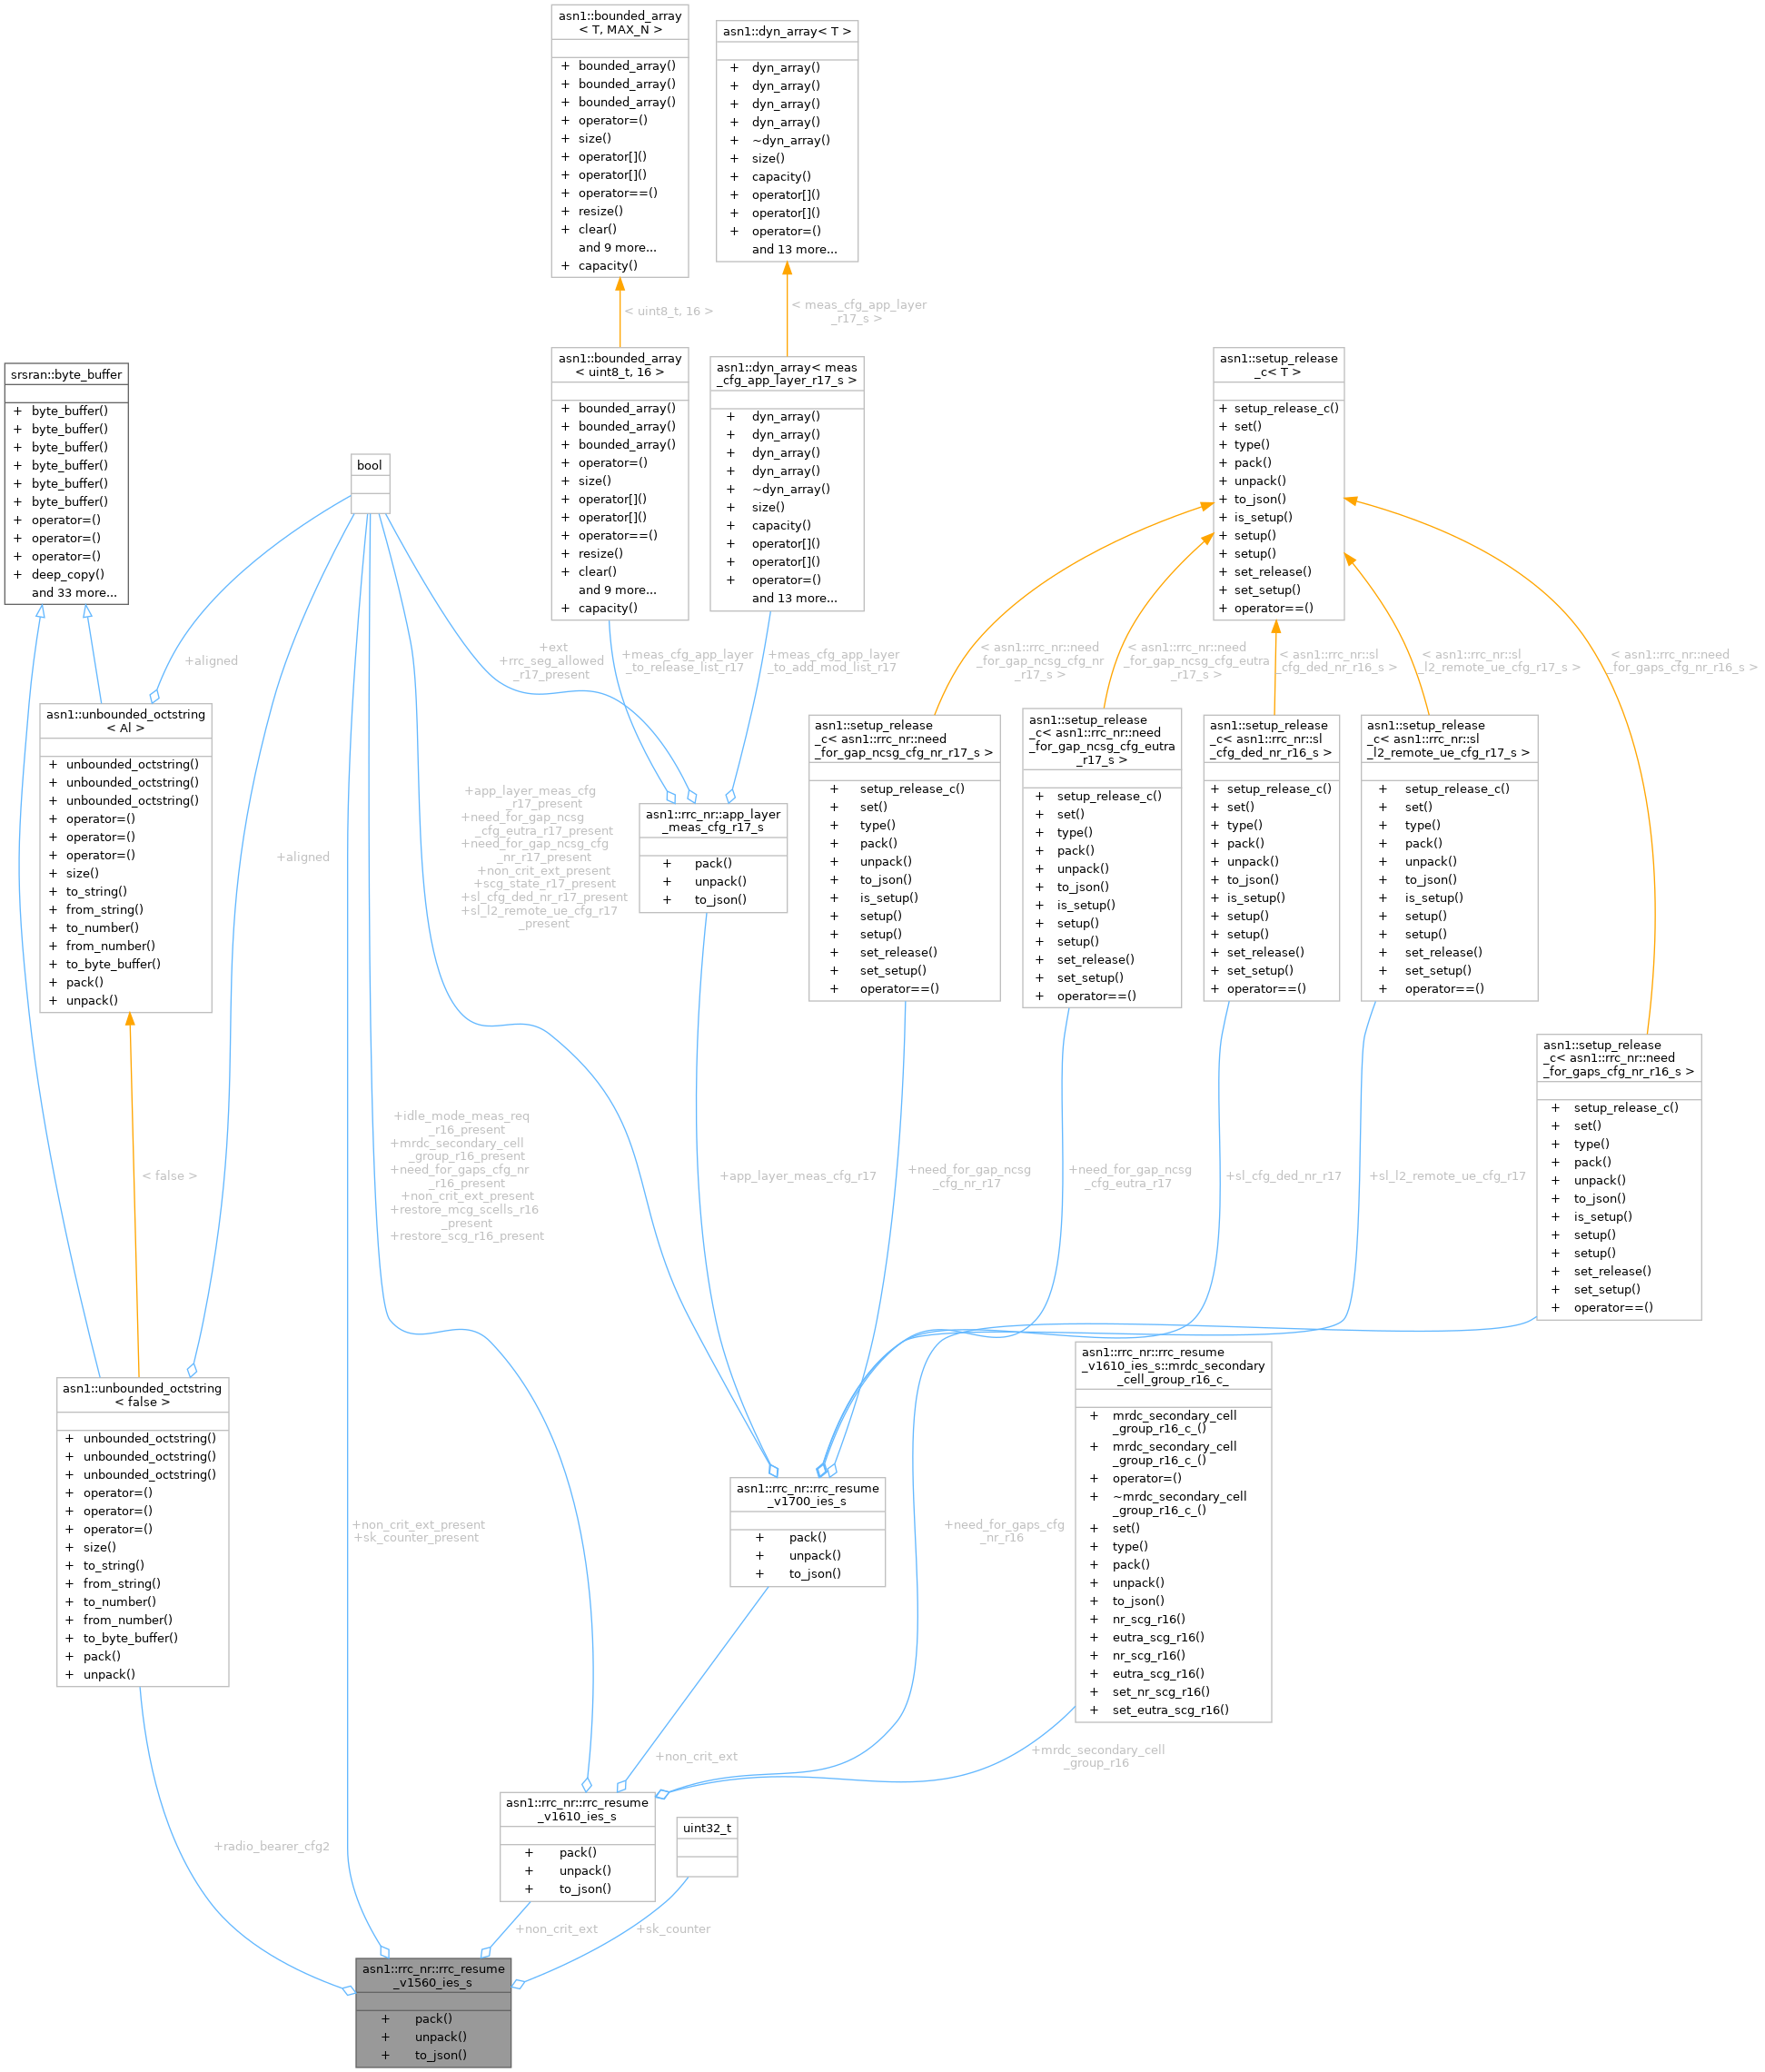 asn1::bounded_array
< T, MAX_N >
+ bounded_array()
+ bounded_array()
+ bounded_array()
+ operator=()
+ size()
+ operator[]()
+ operator[]()
+ operator==()
+ resize()
+ clear()
and 9 more...
+ capacity()
asn1::dyn_array< T >
+ dyn_array()
+ dyn_array()
+ dyn_array()
+ dyn_array()
+ ~dyn_array()
+ size()
+ capacity()
+ operator[]()
+ operator[]()
+ operator=()
and 13 more...
< uint8_t, 16 >
< meas_cfg_app_layer
_r17_s >
srsran::byte_buffer
+ byte_buffer()
+ byte_buffer()
+ byte_buffer()
+ byte_buffer()
+ byte_buffer()
+ byte_buffer()
+ operator=()
+ operator=()
+ operator=()
+ deep_copy()
and 33 more...
bool
asn1::bounded_array
< uint8_t, 16 >
+ bounded_array()
+ bounded_array()
+ bounded_array()
+ operator=()
+ size()
+ operator[]()
+ operator[]()
+ operator==()
+ resize()
+ clear()
and 9 more...
+ capacity()
asn1::dyn_array< meas
_cfg_app_layer_r17_s >
+ dyn_array()
+ dyn_array()
+ dyn_array()
+ dyn_array()
+ ~dyn_array()
+ size()
+ capacity()
+ operator[]()
+ operator[]()
+ operator=()
and 13 more...
asn1::setup_release
_c< T >
+ setup_release_c()
+ set()
+ type()
+ pack()
+ unpack()
+ to_json()
+ is_setup()
+ setup()
+ setup()
+ set_release()
+ set_setup()
+ operator==()
+aligned
+ext
+rrc_seg_allowed
_r17_present
+meas_cfg_app_layer
_to_release_list_r17
+meas_cfg_app_layer
_to_add_mod_list_r17
< asn1::rrc_nr::need
_for_gap_ncsg_cfg_nr
_r17_s >
< asn1::rrc_nr::need
_for_gap_ncsg_cfg_eutra
_r17_s >
< asn1::rrc_nr::sl
_cfg_ded_nr_r16_s >
< asn1::rrc_nr::sl
_l2_remote_ue_cfg_r17_s >
< asn1::rrc_nr::need
_for_gaps_cfg_nr_r16_s >
asn1::unbounded_octstring
< Al >
+ unbounded_octstring()
+ unbounded_octstring()
+ unbounded_octstring()
+ operator=()
+ operator=()
+ operator=()
+ size()
+ to_string()
+ from_string()
+ to_number()
+ from_number()
+ to_byte_buffer()
+ pack()
+ unpack()
+aligned
+app_layer_meas_cfg
_r17_present
+need_for_gap_ncsg
_cfg_eutra_r17_present
+need_for_gap_ncsg_cfg
_nr_r17_present
+non_crit_ext_present
+scg_state_r17_present
+sl_cfg_ded_nr_r17_present
+sl_l2_remote_ue_cfg_r17
_present
asn1::rrc_nr::app_layer
_meas_cfg_r17_s
+ pack()
+ unpack()
+ to_json()
asn1::setup_release
_c< asn1::rrc_nr::need
_for_gap_ncsg_cfg_nr_r17_s >
+ setup_release_c()
+ set()
+ type()
+ pack()
+ unpack()
+ to_json()
+ is_setup()
+ setup()
+ setup()
+ set_release()
+ set_setup()
+ operator==()
asn1::setup_release
_c< asn1::rrc_nr::need
_for_gap_ncsg_cfg_eutra
_r17_s >
+ setup_release_c()
+ set()
+ type()
+ pack()
+ unpack()
+ to_json()
+ is_setup()
+ setup()
+ setup()
+ set_release()
+ set_setup()
+ operator==()
asn1::setup_release
_c< asn1::rrc_nr::sl
_cfg_ded_nr_r16_s >
+ setup_release_c()
+ set()
+ type()
+ pack()
+ unpack()
+ to_json()
+ is_setup()
+ setup()
+ setup()
+ set_release()
+ set_setup()
+ operator==()
asn1::setup_release
_c< asn1::rrc_nr::sl
_l2_remote_ue_cfg_r17_s >
+ setup_release_c()
+ set()
+ type()
+ pack()
+ unpack()
+ to_json()
+ is_setup()
+ setup()
+ setup()
+ set_release()
+ set_setup()
+ operator==()
asn1::setup_release
_c< asn1::rrc_nr::need
_for_gaps_cfg_nr_r16_s >
+ setup_release_c()
+ set()
+ type()
+ pack()
+ unpack()
+ to_json()
+ is_setup()
+ setup()
+ setup()
+ set_release()
+ set_setup()
+ operator==()
< false >
+idle_mode_meas_req
_r16_present
+mrdc_secondary_cell
_group_r16_present
+need_for_gaps_cfg_nr
_r16_present
+non_crit_ext_present
+restore_mcg_scells_r16
_present
+restore_scg_r16_present
+app_layer_meas_cfg_r17
+need_for_gap_ncsg
_cfg_nr_r17
+need_for_gap_ncsg
_cfg_eutra_r17
+sl_cfg_ded_nr_r17
+sl_l2_remote_ue_cfg_r17
asn1::unbounded_octstring
< false >
+ unbounded_octstring()
+ unbounded_octstring()
+ unbounded_octstring()
+ operator=()
+ operator=()
+ operator=()
+ size()
+ to_string()
+ from_string()
+ to_number()
+ from_number()
+ to_byte_buffer()
+ pack()
+ unpack()
asn1::rrc_nr::rrc_resume
_v1610_ies_s::mrdc_secondary
_cell_group_r16_c_
+ mrdc_secondary_cell
_group_r16_c_()
+ mrdc_secondary_cell
_group_r16_c_()
+ operator=()
+ ~mrdc_secondary_cell
_group_r16_c_()
+ set()
+ type()
+ pack()
+ unpack()
+ to_json()
+ nr_scg_r16()
+ eutra_scg_r16()
+ nr_scg_r16()
+ eutra_scg_r16()
+ set_nr_scg_r16()
+ set_eutra_scg_r16()
+non_crit_ext_present
+sk_counter_present
asn1::rrc_nr::rrc_resume
_v1700_ies_s
+ pack()
+ unpack()
+ to_json()
+need_for_gaps_cfg
_nr_r16
+non_crit_ext
+mrdc_secondary_cell
_group_r16
+radio_bearer_cfg2
asn1::rrc_nr::rrc_resume
_v1610_ies_s
+ pack()
+ unpack()
+ to_json()
uint32_t
+non_crit_ext
+sk_counter
asn1::rrc_nr::rrc_resume
_v1560_ies_s
+ pack()
+ unpack()
+ to_json()